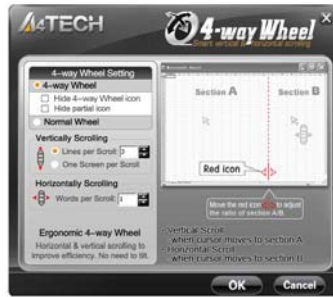 A4TECH
4-way Wheel
Smart vertical & horizontal scrolling
4-way Wheel Setting
4-way Wheel
Hide 4-way Wheel icon
Hide partial icon
Normal Wheel
Vertically Scrolling
Lines per Scroll: 3
One Screen per Scroll
Horizontally Scrolling
Words per Scroll: 1
Ergonomic 4-way Wheel
Horizontal & vertical scrolling to
improve efficiency. No need to tilt.
Section A
Section B
Red icon
Move the red icon to adjust
the ratio of section A/B.
Vertical Scroll
when cursor moves to section A
Horizontal Scroll
when cursor moves to section B
OK
Cancel